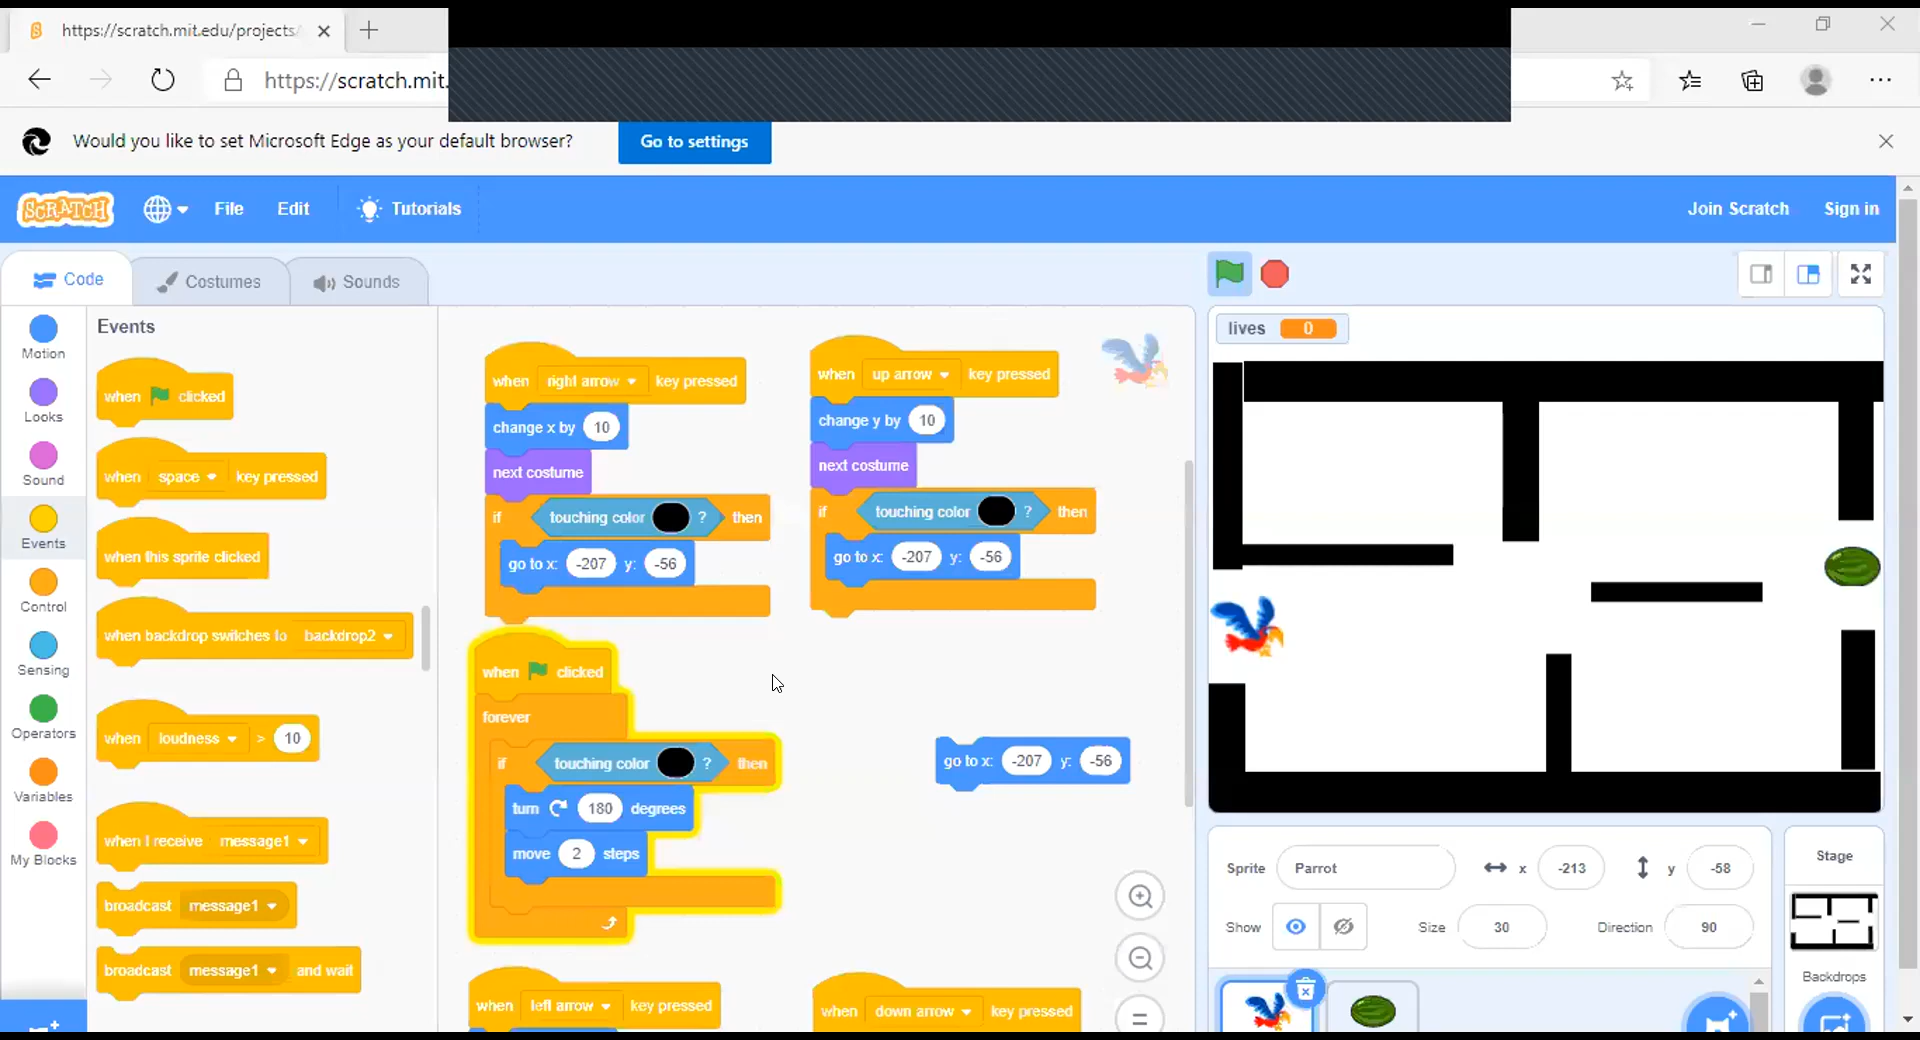 https://scratch.mit.edu/projects/
https://scratch.mit.
Would you like to set Microsoft Edge as your default browser?
Go to settings
SCRATCH
File
Edit
Tutorials
Join Scratch
Sign in
Code
Costumes
Sounds
Motion
Looks
Sound
Events
Control
Sensing
Operators
Variables
My Blocks
Events
when clicked
when space key pressed
when this sprite clicked
when backdrop switches to backdrop2
when loudness > 10
when I receive message1
broadcast message1
broadcast message1 and wait
when right arrow key pressed
change x by 10
next costume
if touching color ? then
go to x: -207 y: -56
when up arrow key pressed
change y by 10
next costume
if touching color ? then
go to x: -207 y: -56
when clicked
forever
if touching color ? then
turn 180 degrees
move 2 steps
go to x: -207 y: -56
when left arrow key pressed
when down arrow key pressed
lives 0
Sprite Parrot x -213 y -58
Show Size 30 Direction 90
Stage
Backdrops